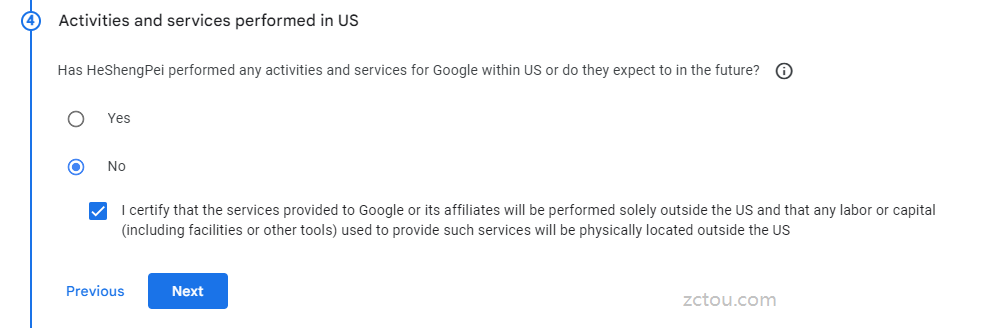 4 Activities and services performed in US
Has HeShengPei performed any activities and services for Google within US or do they expect to in the future?
Yes
No
I certify that the services provided to Google or its affiliates will be performed solely outside the US and that any labor or capital
(including facilities or other tools) used to provide such services will be physically located outside the US
Previous Next
zctou.com